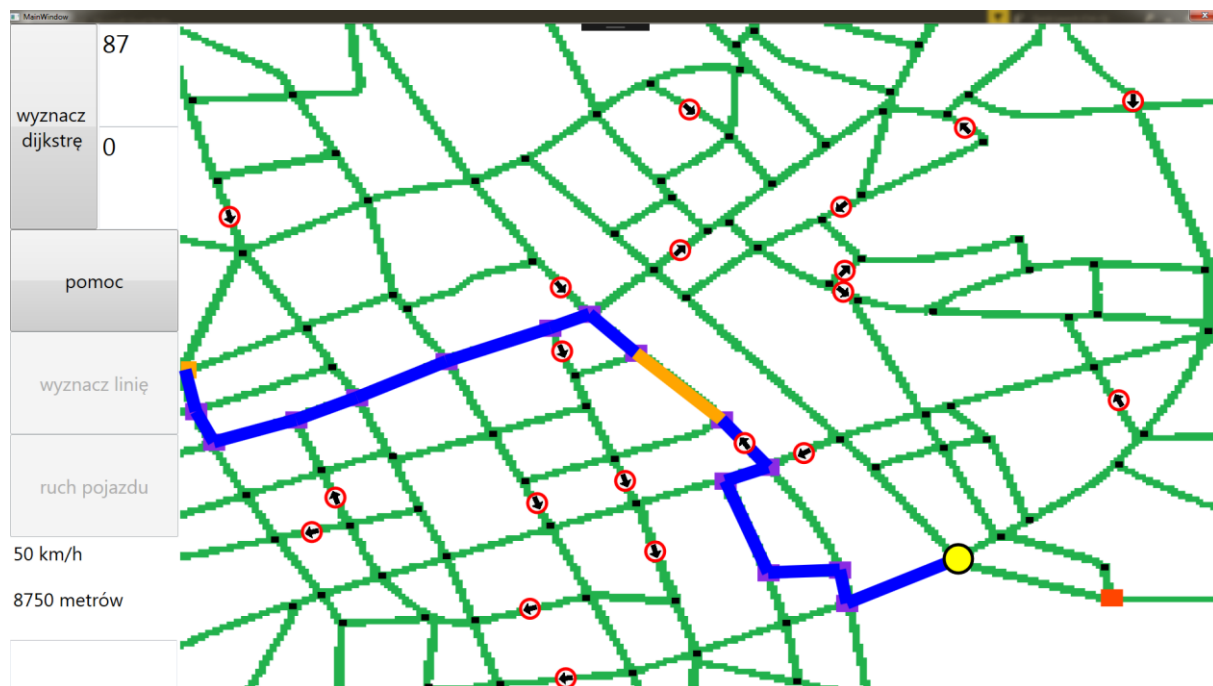 MainWindow
87
wyznacz
dijkstrę
0
pomoc
wyznacz linię
ruch pojazdu
50 km/h
8750 metrów